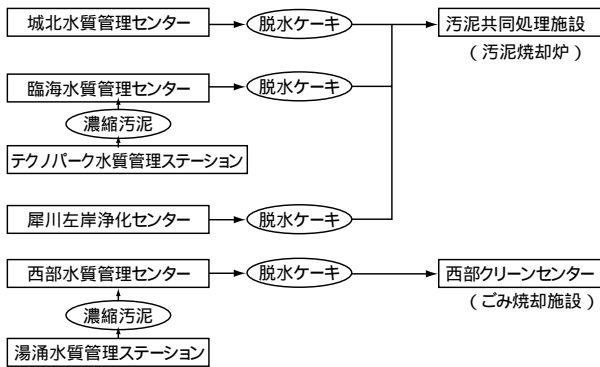 城北水質管理センター
脱水ケーキ
汚泥共同処理施設
(汚泥焼却炉)
臨海水質管理センター
脱水ケーキ
濃縮汚泥
テクノパーク水質管理ステーション
犀川左岸浄化センター
脱水ケーキ
西部水質管理センター
脱水ケーキ
西部クリーンセンター
(ごみ焼却施設)
濃縮汚泥
湯涌水質管理ステーション